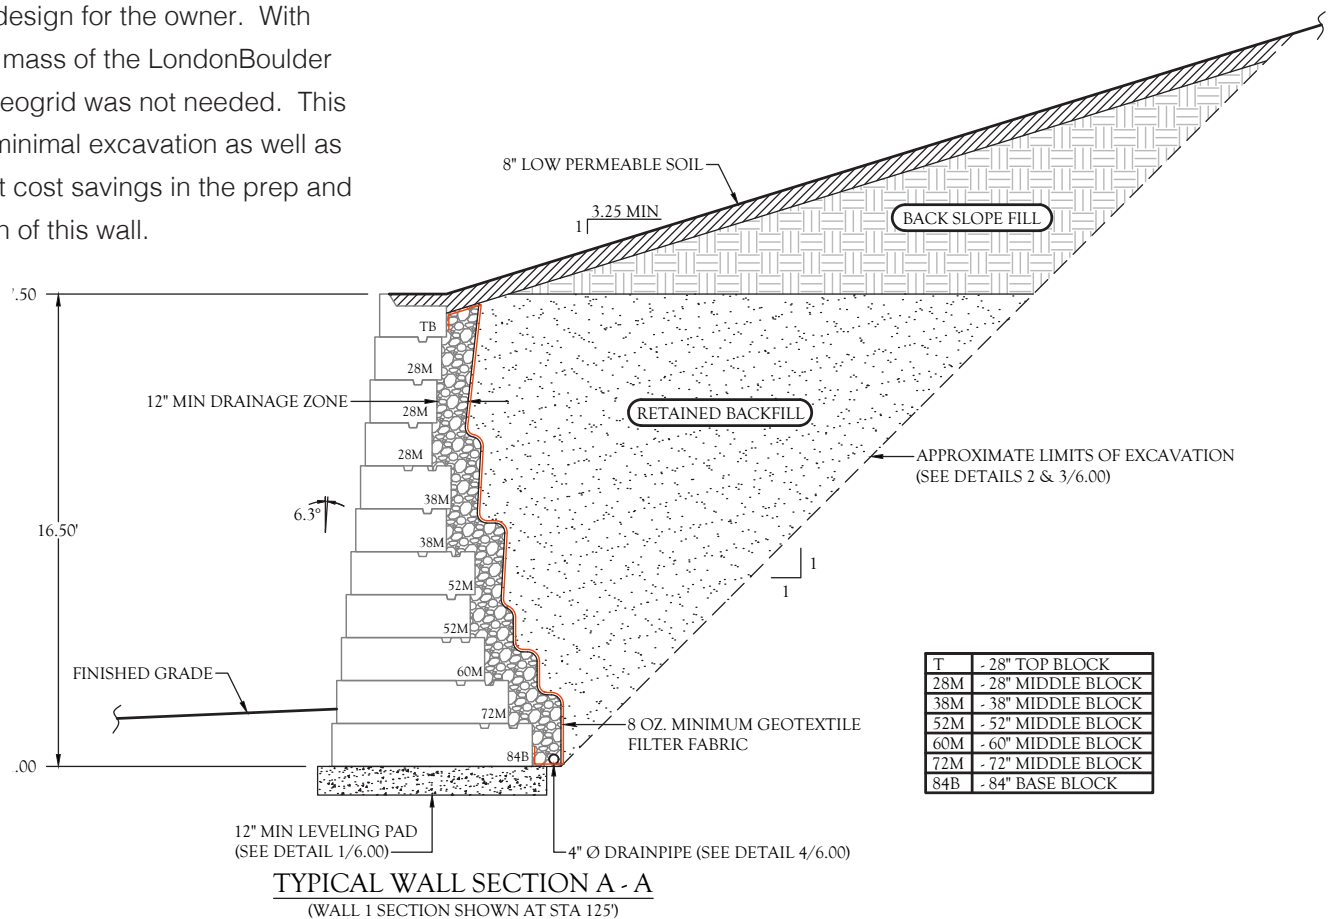 design for the owner.  With
mass of the LondonBoulder
eogrid was not needed.  This
minimal excavation as well as
t cost savings in the prep and
n of this wall.
8" LOW PERMEABLE SOIL
3.25 MIN
1
BACK SLOPE FILL
.50
TB
28M
12" MIN DRAINAGE ZONE
28M
RETAINED BACKFILL
28M
APPROXIMATE LIMITS OF EXCAVATION
(SEE DETAILS 2 & 3/6.00)
38M
6.3°
16.50'
38M
1
1
52M
52M
FINISHED GRADE
60M
72M
8 OZ. MINIMUM GEOTEXTILE
FILTER FABRIC
84B
.00
T - 28" TOP BLOCK
28M - 28" MIDDLE BLOCK
38M - 38" MIDDLE BLOCK
52M - 52" MIDDLE BLOCK
60M - 60" MIDDLE BLOCK
72M - 72" MIDDLE BLOCK
84B - 84" BASE BLOCK
12" MIN LEVELING PAD
(SEE DETAIL 1/6.00)
4" Ø DRAINPIPE (SEE DETAIL 4/6.00)
TYPICAL WALL SECTION A - A
(WALL 1 SECTION SHOWN AT STA 125')